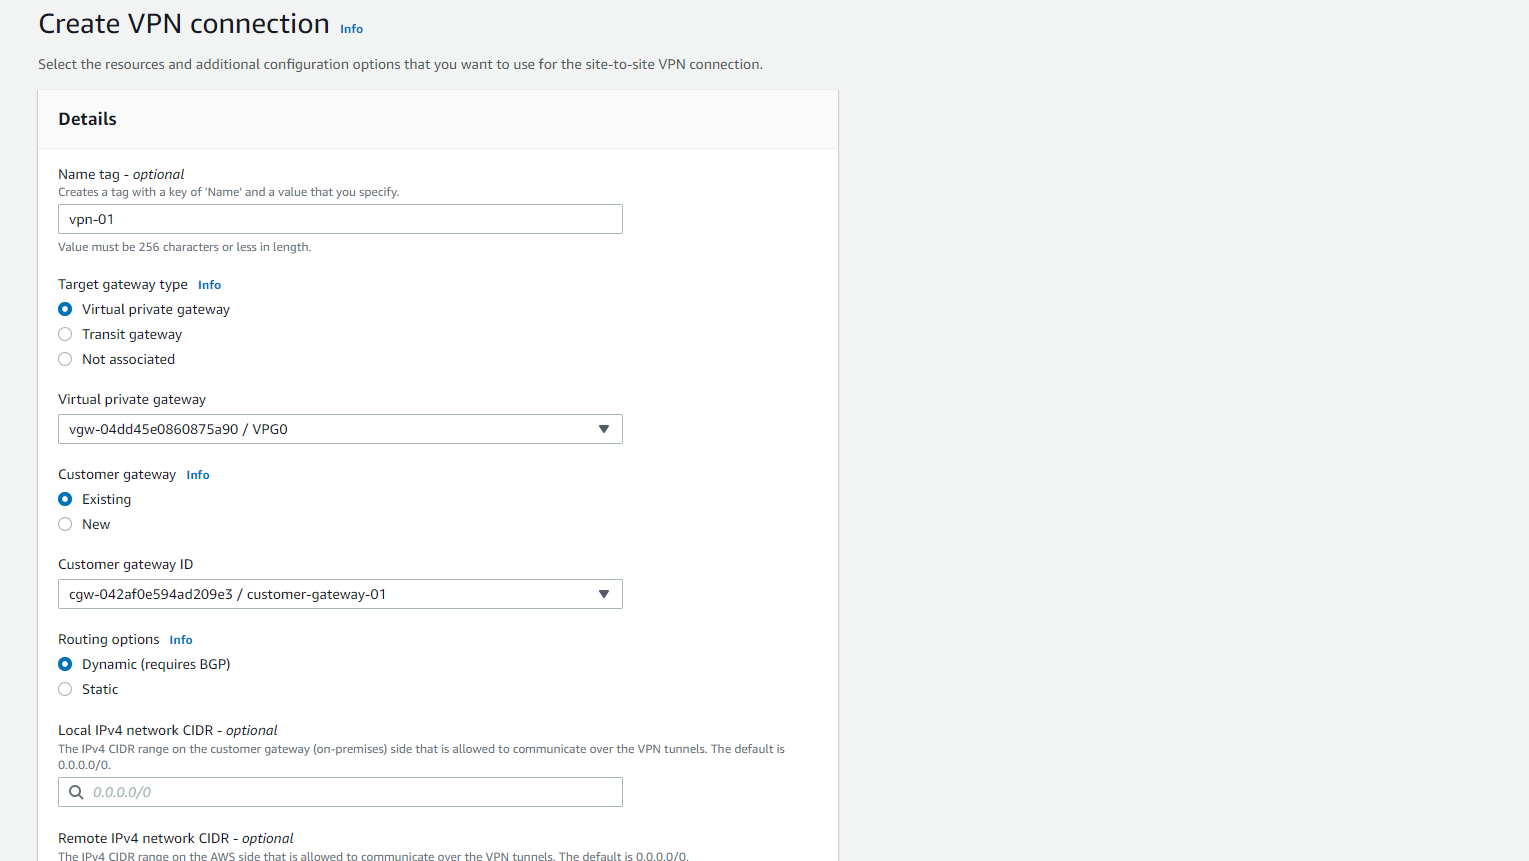 Create VPN connection Info
Select the resources and additional configuration options that you want to use for the site-to-site VPN connection.
Details
Name tag - optional
Creates a tag with a key of 'Name' and a value that you specify.
vpn-01
Value must be 256 characters or less in length.
Target gateway type Info
Virtual private gateway
Transit gateway
Not associated
Virtual private gateway
vgw-04dd45e0860875a90 / VPG0
Customer gateway Info
Existing
New
Customer gateway ID
cgw-042af0e594ad209e3 / customer-gateway-01
Routing options Info
Dynamic (requires BGP)
Static
Local IPv4 network CIDR - optional
The IPv4 CIDR range on the customer gateway (on-premises) side that is allowed to communicate over the VPN tunnels. The default is
0.0.0.0/0.
0.0.0.0/0
Remote IPv4 network CIDR - optional
The IPv4 CIDR range on the AWS side that is allowed to communicate over the VPN tunnels. The default is 0.0.0.0/0.